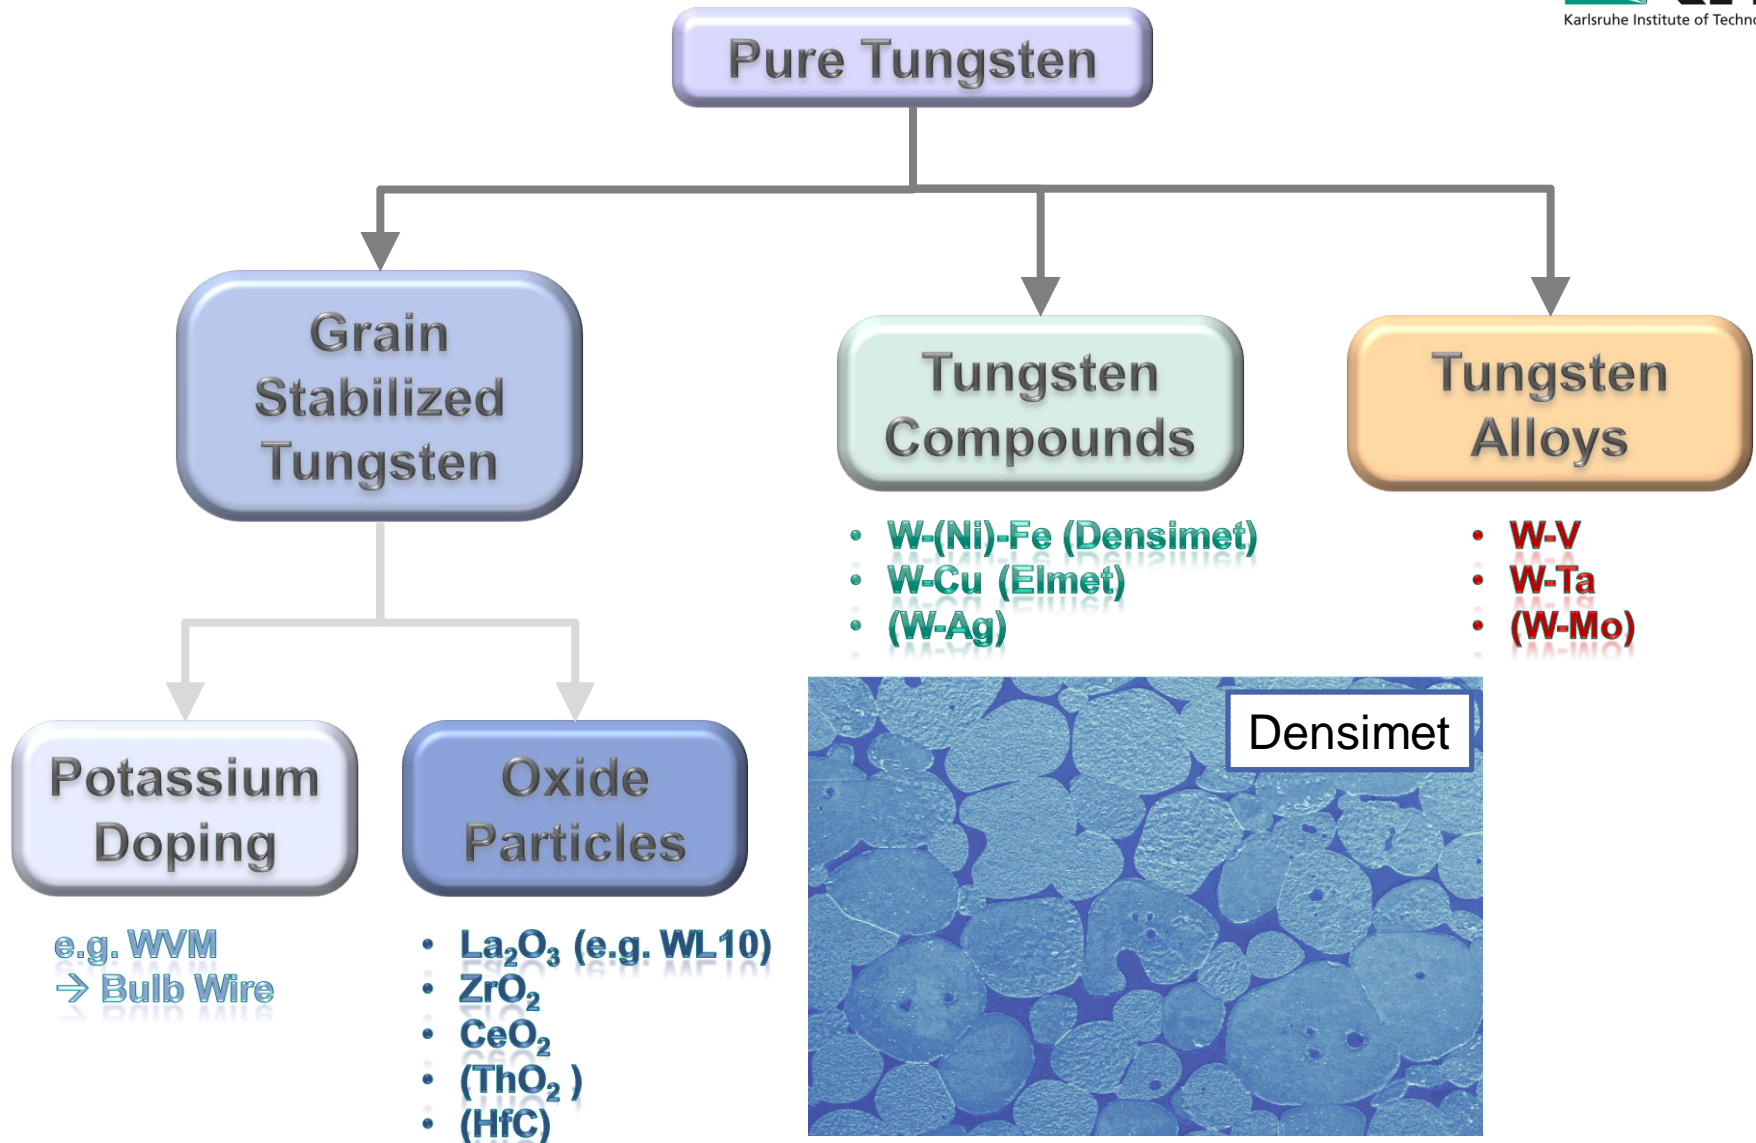 Karlsruhe Institute of
Pure Tungsten
Grain
Stabilized
Tungsten
Tungsten
Compounds
Tungsten
Alloys
• W-(Ni)-Fe (Densimet)
• W-Cu (Elmet)
• (W-Ag)
• W-V
• W-Ta
• (W-Mo)
Densimet
Potassium
Doping
Oxide
Particles
e.g. WVM
→ Bulb Wire
• La₂O₃ (e.g. WL10)
• ZrO₂
• CeO₂
• (ThO₂ )
• (HfC)